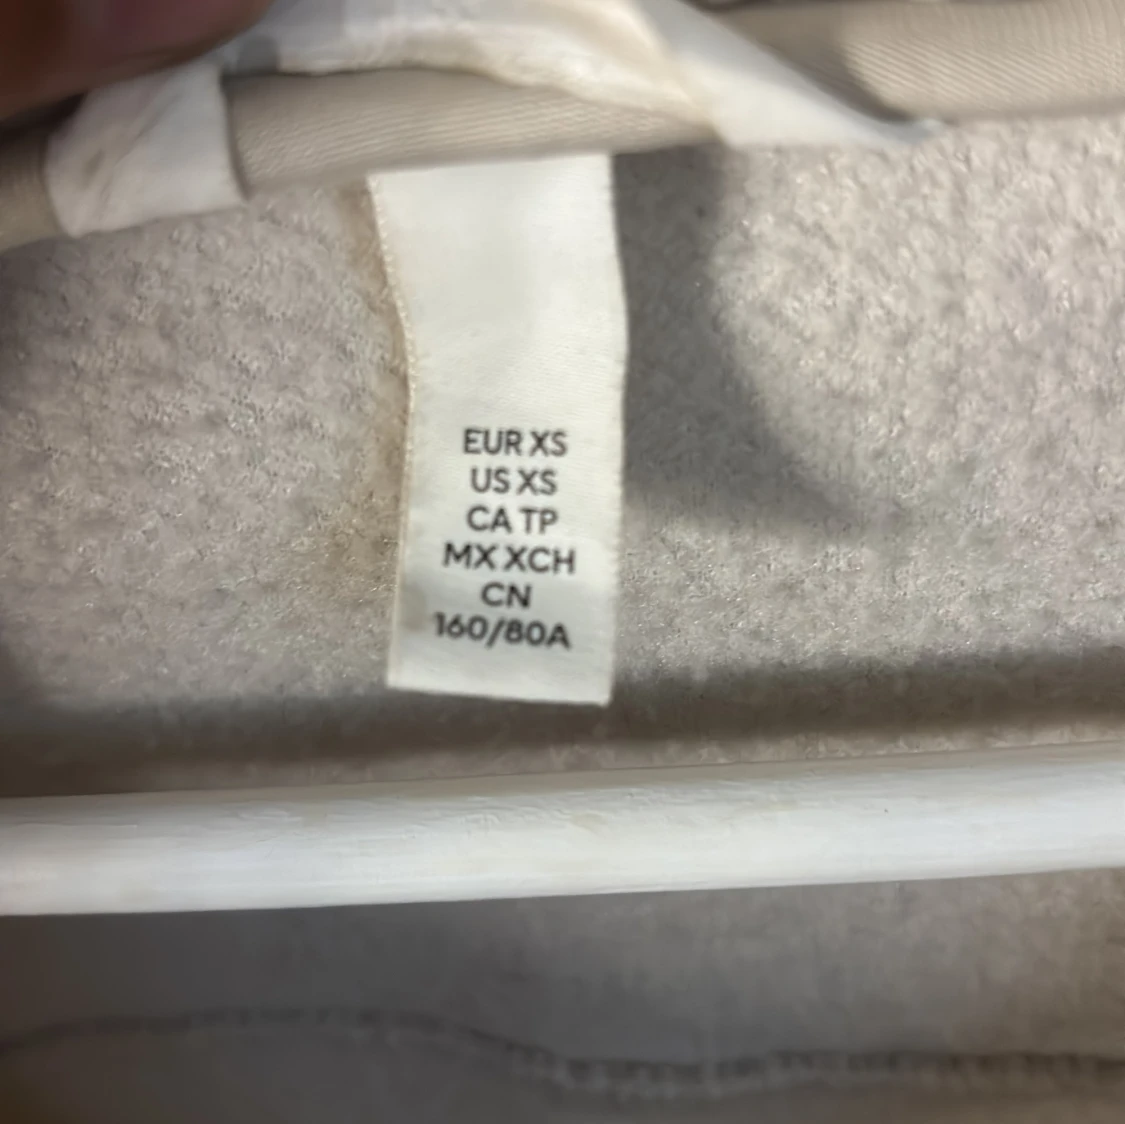 EUR XS
US XS
CA TP
MX XCH
CN
160/80A